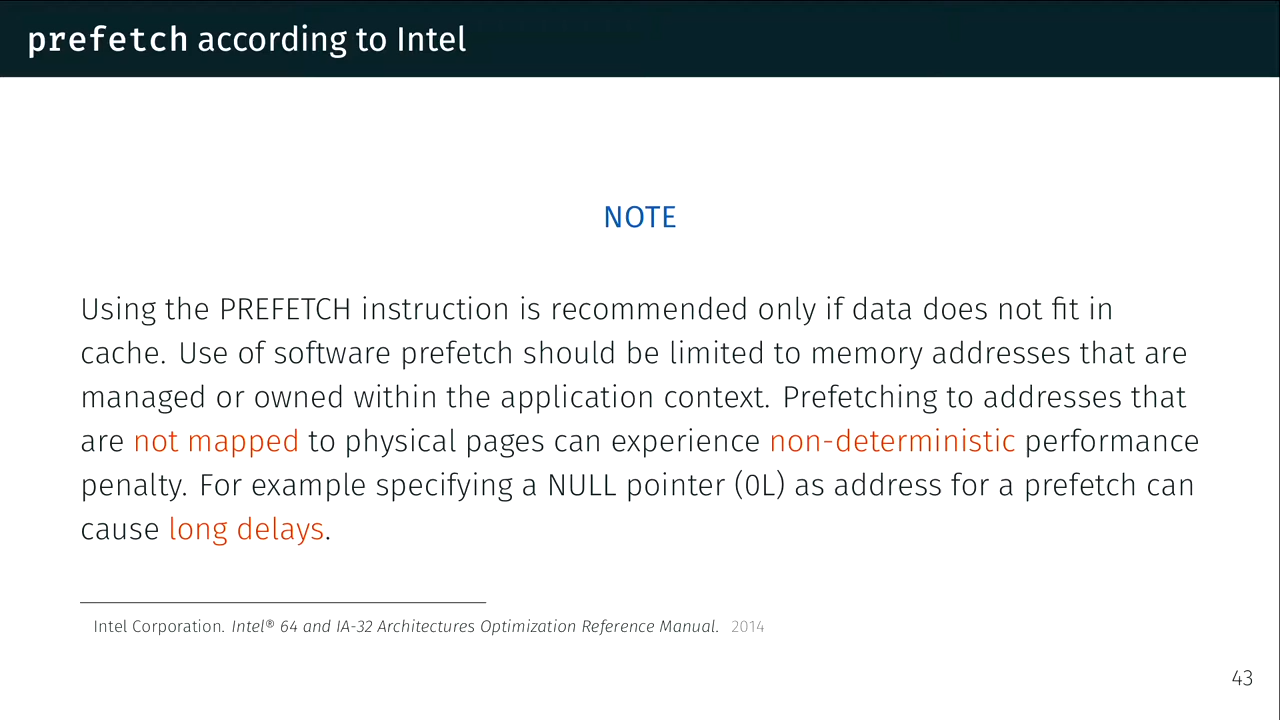 prefetch according to Intel
NOTE
Using the PREFETCH instruction is recommended only if data does not fit in
cache. Use of software prefetch should be limited to memory addresses that are
managed or owned within the application context. Prefetching to addresses that
are not mapped to physical pages can experience non-deterministic performance
penalty. For example specifying a NULL pointer (0L) as address for a prefetch can
cause long delays.
Intel Corporation. Intel® 64 and IA-32 Architectures Optimization Reference Manual. 2014
43